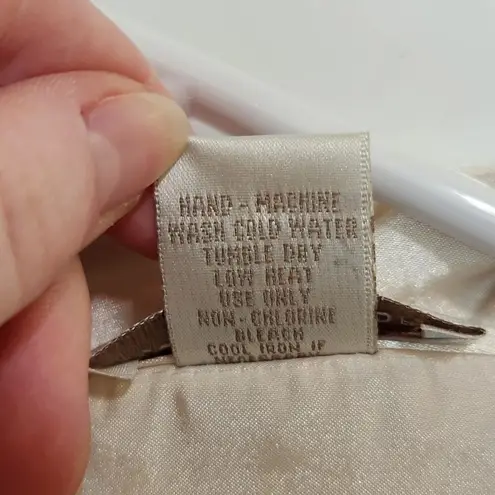 HAND - MACHINE
WASH COLD WATER
TUMBLE DRY
LOW HEAT
USE ONLY
NON - CHLORINE
BLEACH
COOL IRON IF